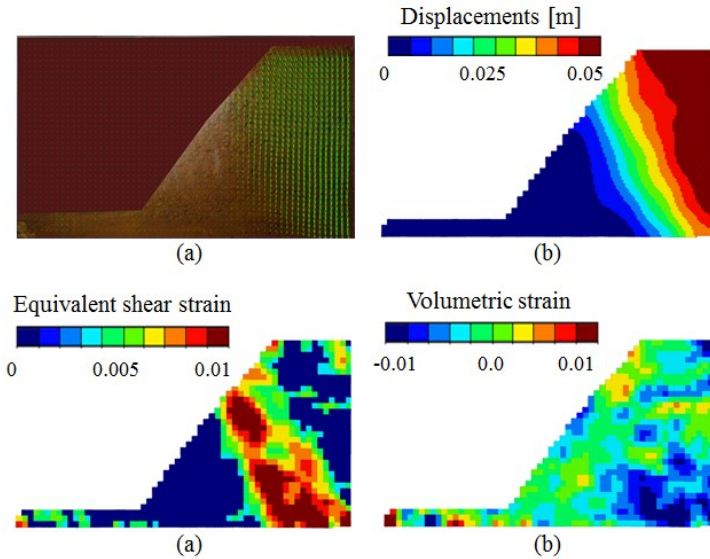 Displacements [m]
0 0.025 0.05
(a)
(b)
Equivalent shear strain
0 0.005 0.01
Volumetric strain
-0.01 0.0 0.01
(a)
(b)